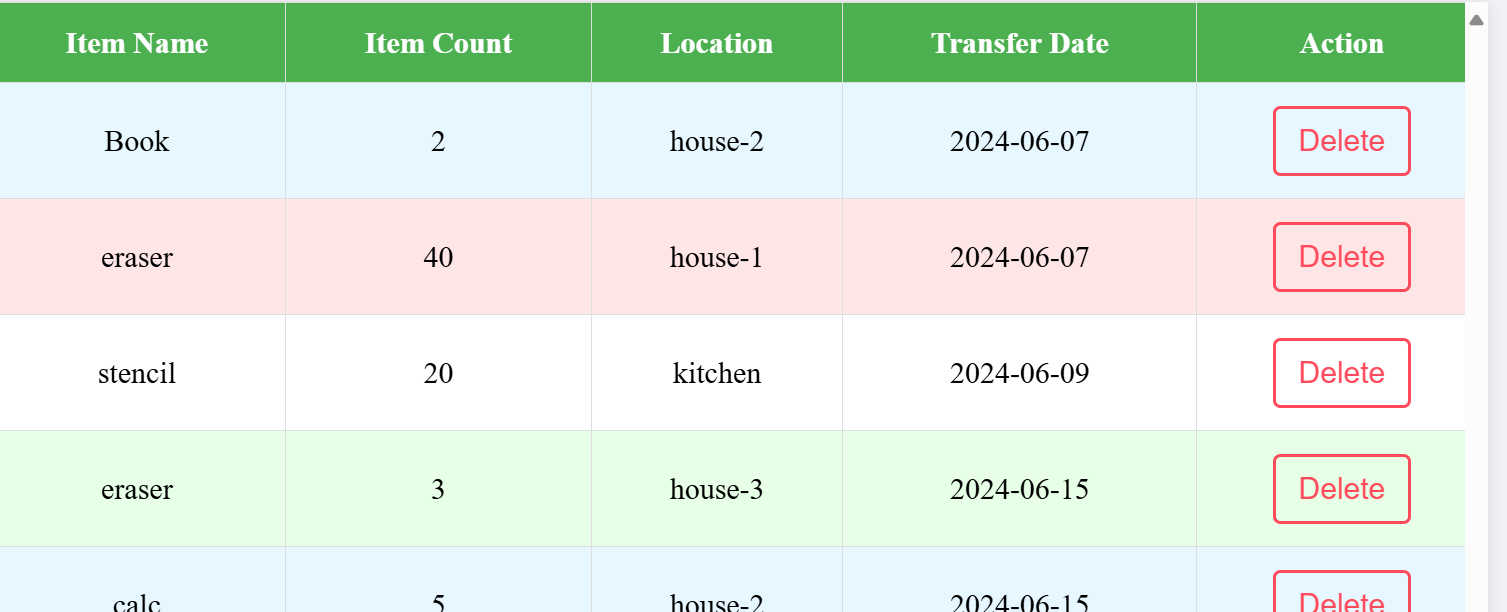 Item Name Item Count Location Transfer Date Action
Book 2 house-2 2024-06-07 Delete
eraser 40 house-1 2024-06-07 Delete
stencil 20 kitchen 2024-06-09 Delete
eraser 3 house-3 2024-06-15 Delete
calc 5 house-2 2024-06-15 Delete